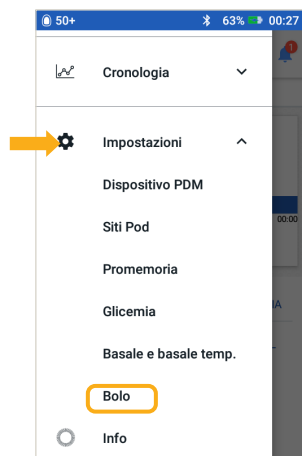 50+ 63% 00:27
Cronologia
1
Impostazioni
Dispositivo PDM
Siti Pod
00:00
Promemoria
IA
Glicemia
Basale e basale temp.
Bolo
Info